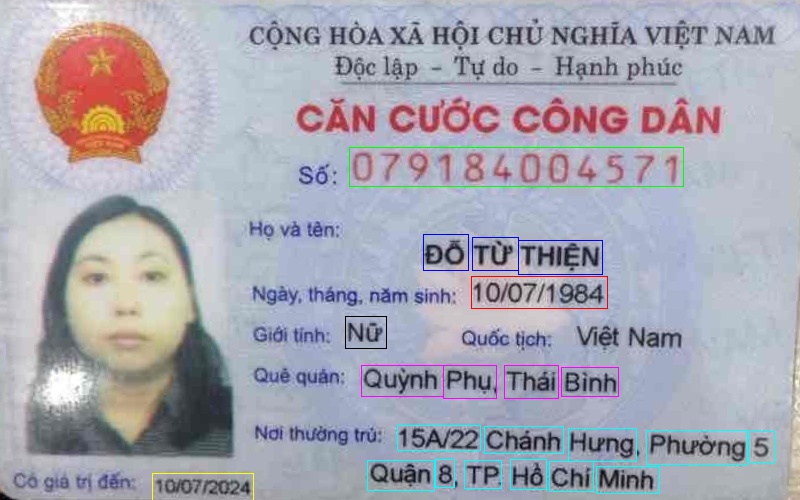 CỘNG HÒA XÃ HỘI CHỦ NGHĨA VIỆT NAM
Độc lập - Tự do - Hạnh phúc
CĂN CƯỚC CÔNG DÂN
Số: 079184004571
Họ và tên:
ĐỖ TỪ THIỆN
Ngày, tháng, năm sinh: 10/07/1984
Giới tính: Nữ Quốc tịch: Việt Nam
Quê quán: Quỳnh Phụ, Thái Bình
Nơi thường trú: 15A/22 Chánh Hưng, Phường 5
Quận 8, TP. Hồ Chí Minh
Có giá trị đến: 10/07/2024